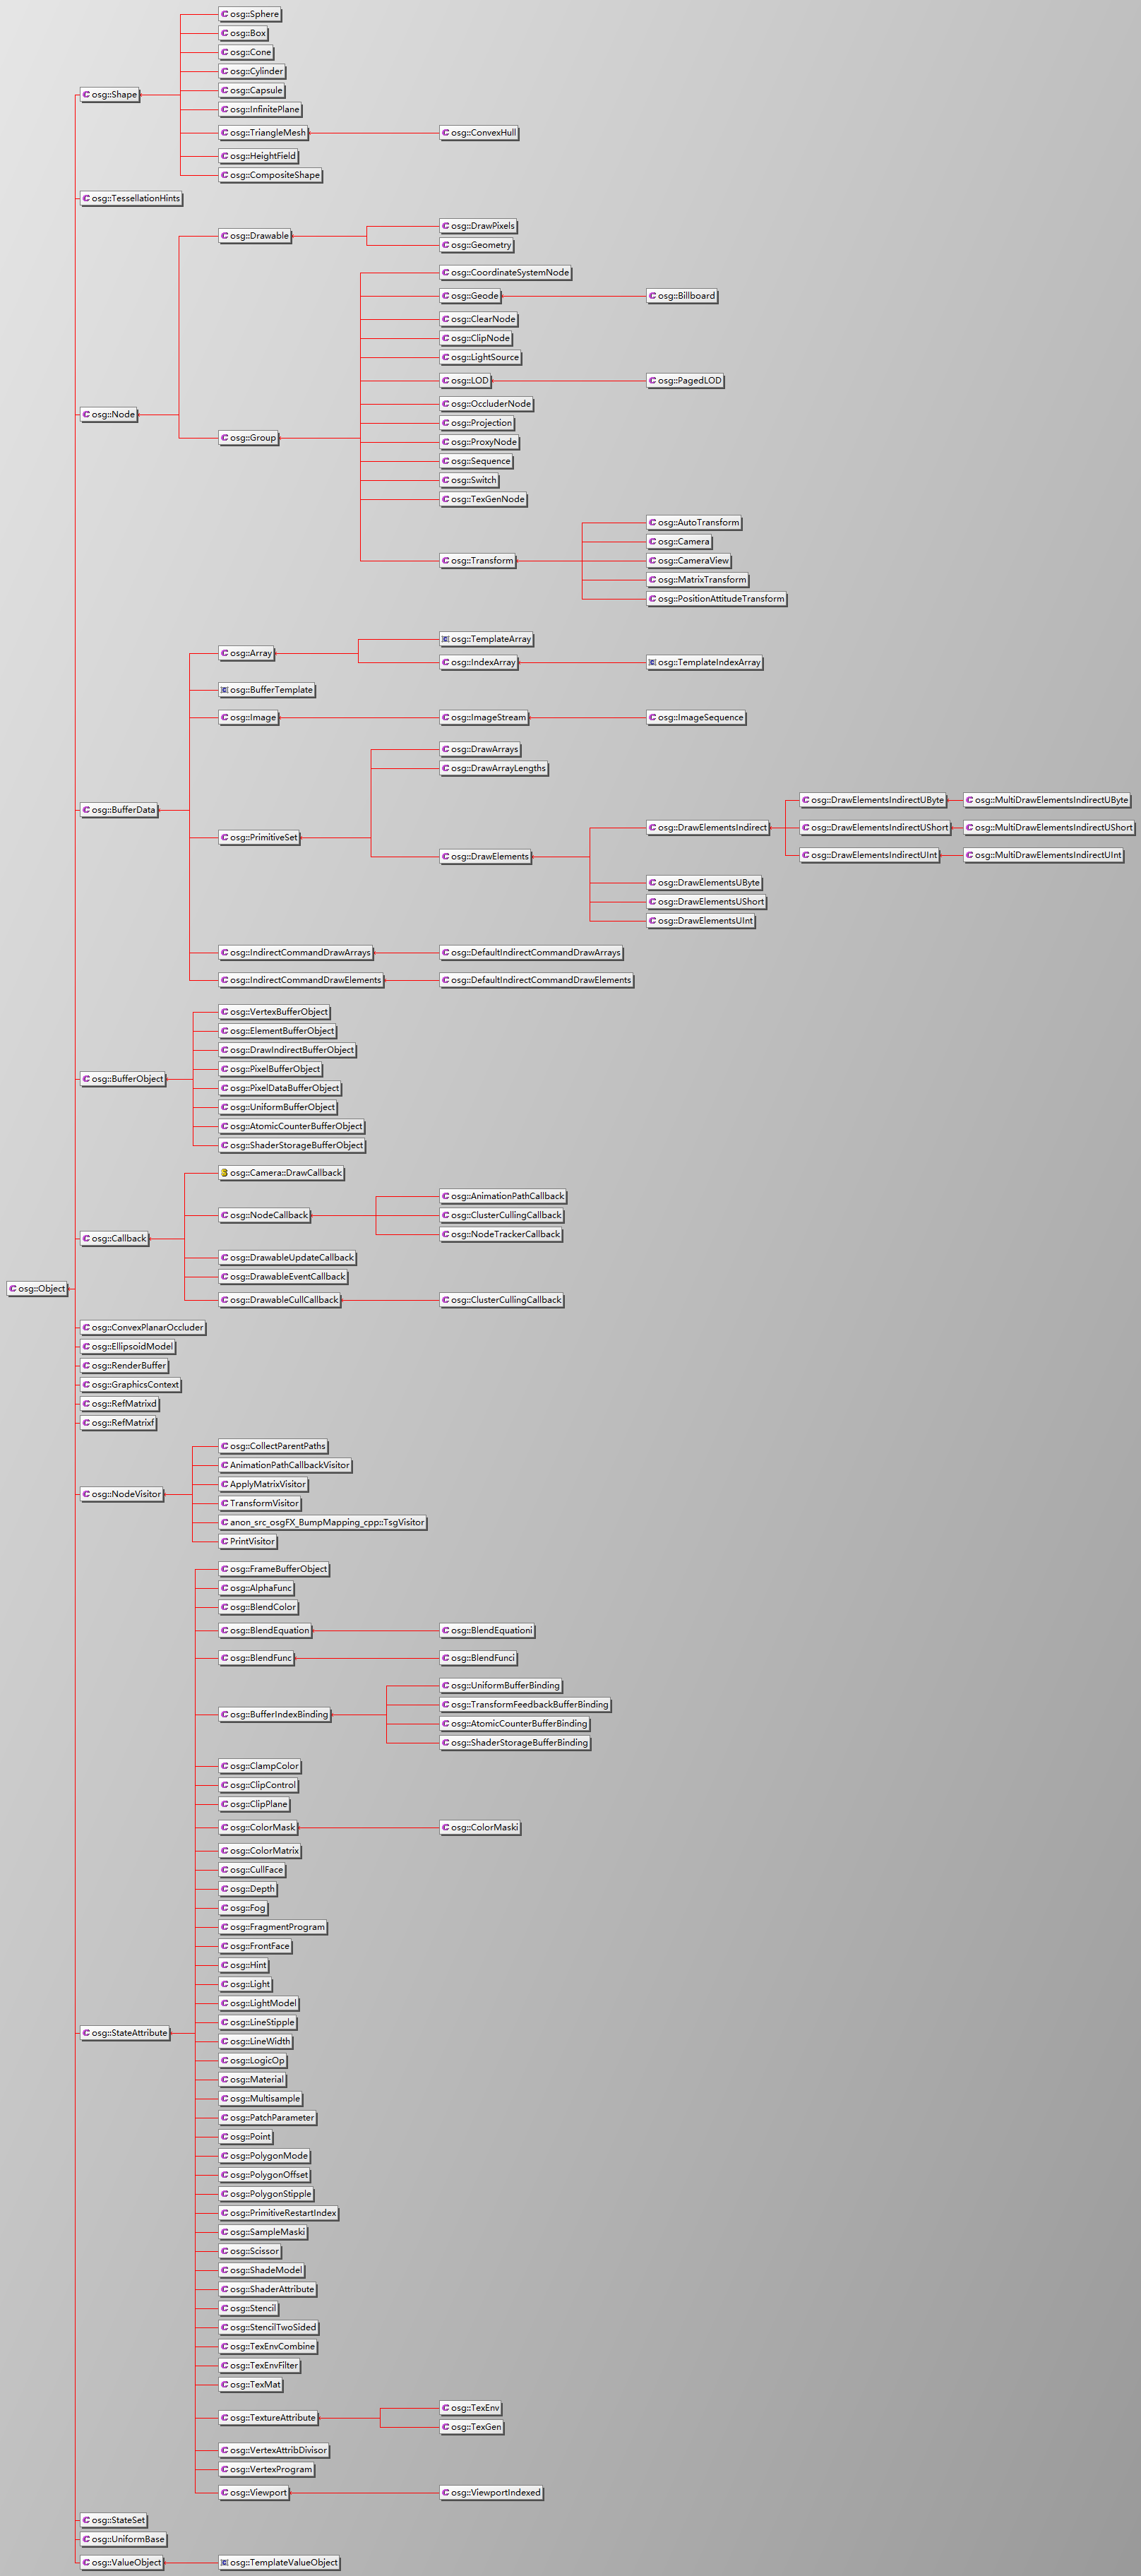 osg::Sphere
osg::Box
osg::Cone
osg::Cylinder
osg::Capsule
osg::Shape
osg::InfinitePlane
osg::TriangleMesh
osg::ConvexHull
osg::HeightField
osg::CompositeShape
osg::TessellationHints
osg::DrawPixels
osg::Drawable
osg::Geometry
osg::CoordinateSystemNode
osg::Geode
osg::Billboard
osg::ClearNode
osg::ClipNode
osg::LightSource
osg::LOD
osg::PagedLOD
osg::OccluderNode
osg::Node
osg::Projection
osg::Group
osg::ProxyNode
osg::Sequence
osg::Switch
osg::TexGenNode
osg::AutoTransform
osg::Camera
osg::Transform
osg::CameraView
osg::MatrixTransform
osg::PositionAttitudeTransform
osg::TemplateArray
osg::Array
osg::IndexArray
osg::TemplateIndexArray
osg::BufferTemplate
osg::Image
osg::ImageStream
osg::ImageSequence
osg::DrawArrays
osg::DrawArrayLengths
osg::DrawElementsIndirectUByte
osg::MultiDrawElementsIndirectUByte
osg::BufferData
osg::DrawElementsIndirect
osg::DrawElementsIndirectUShort
osg::MultiDrawElementsIndirectUShort
osg::PrimitiveSet
osg::DrawElements
osg::DrawElementsIndirectUInt
osg::MultiDrawElementsIndirectUInt
osg::DrawElementsUByte
osg::DrawElementsUShort
osg::DrawElementsUInt
osg::IndirectCommandDrawArrays
osg::DefaultIndirectCommandDrawArrays
osg::IndirectCommandDrawElements
osg::DefaultIndirectCommandDrawElements
osg::VertexBufferObject
osg::ElementBufferObject
osg::DrawIndirectBufferObject
osg::PixelBufferObject
osg::BufferObject
osg::PixelDataBufferObject
osg::UniformBufferObject
osg::AtomicCounterBufferObject
osg::ShaderStorageBufferObject
osg::Camera::DrawCallback
osg::AnimationPathCallback
osg::NodeCallback
osg::ClusterCullingCallback
osg::NodeTrackerCallback
osg::Callback
osg::DrawableUpdateCallback
osg::DrawableEventCallback
osg::Object
osg::DrawableCullCallback
osg::ClusterCullingCallback
osg::ConvexPlanarOccluder
osg::EllipsoidModel
osg::RenderBuffer
osg::GraphicsContext
osg::RefMatrixd
osg::RefMatrixf
osg::CollectParentPaths
AnimationPathCallbackVisitor
ApplyMatrixVisitor
osg::NodeVisitor
TransformVisitor
anon_src_osgFX_BumpMapping_cpp::TsgVisitor
PrintVisitor
osg::FrameBufferObject
osg::AlphaFunc
osg::BlendColor
osg::BlendEquation
osg::BlendEquationi
osg::BlendFunc
osg::BlendFunci
osg::UniformBufferBinding
osg::TransformFeedbackBufferBinding
osg::BufferIndexBinding
osg::AtomicCounterBufferBinding
osg::ShaderStorageBufferBinding
osg::ClampColor
osg::ClipControl
osg::ClipPlane
osg::ColorMask
osg::ColorMaski
osg::ColorMatrix
osg::CullFace
osg::Depth
osg::Fog
osg::FragmentProgram
osg::FrontFace
osg::Hint
osg::Light
osg::LightModel
osg::LineStipple
osg::StateAttribute
osg::LineWidth
osg::LogicOp
osg::Material
osg::Multisample
osg::PatchParameter
osg::Point
osg::PolygonMode
osg::PolygonOffset
osg::PolygonStipple
osg::PrimitiveRestartIndex
osg::SampleMaski
osg::Scissor
osg::ShadeModel
osg::ShaderAttribute
osg::Stencil
osg::StencilTwoSided
osg::TexEnvCombine
osg::TexEnvFilter
osg::TexMat
osg::TexEnv
osg::TextureAttribute
osg::TexGen
osg::VertexAttribDivisor
osg::VertexProgram
osg::Viewport
osg::ViewportIndexed
osg::StateSet
osg::UniformBase
osg::ValueObject
osg::TemplateValueObject